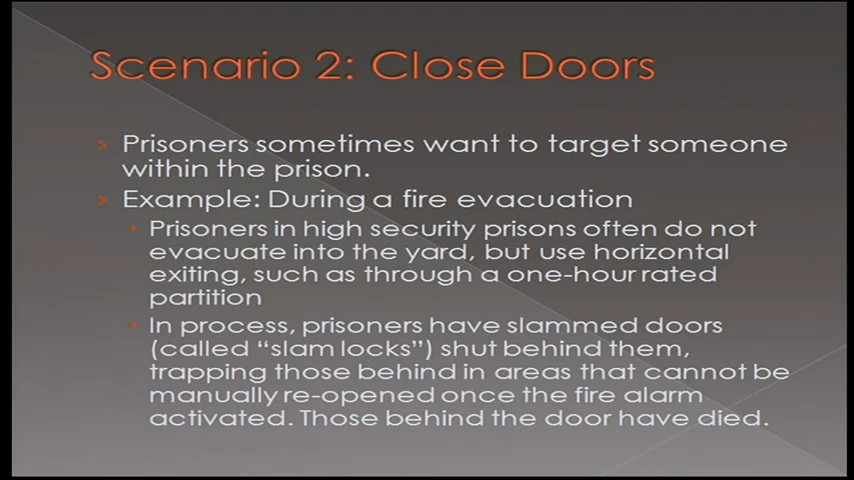 Scenario 2: Close Doors
Prisoners sometimes want to target someone
within the prison.
Example: During a fire evacuation
Prisoners in high security prisons often do not
evacuate into the yard, but use horizontal
exiting, such as through a one-hour rated
partition
In process, prisoners have slammed doors
(called “slam locks”) shut behind them,
trapping those behind in areas that cannot be
manually re-opened once the fire alarm
activated. Those behind the door have died.